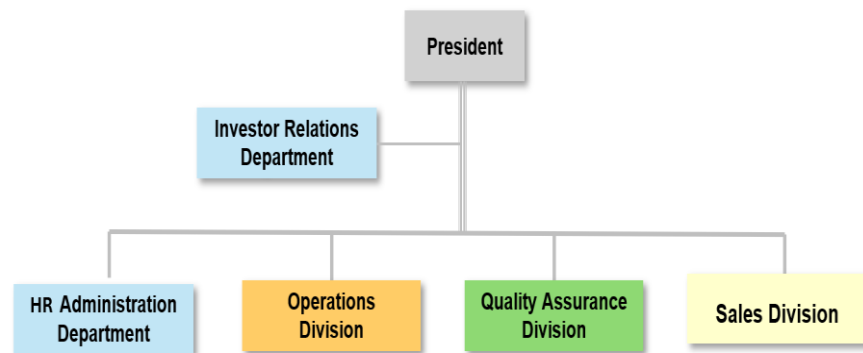 President
Investor Relations
Department
HR Administration
Department
Operations
Division
Quality Assurance
Division
Sales Division